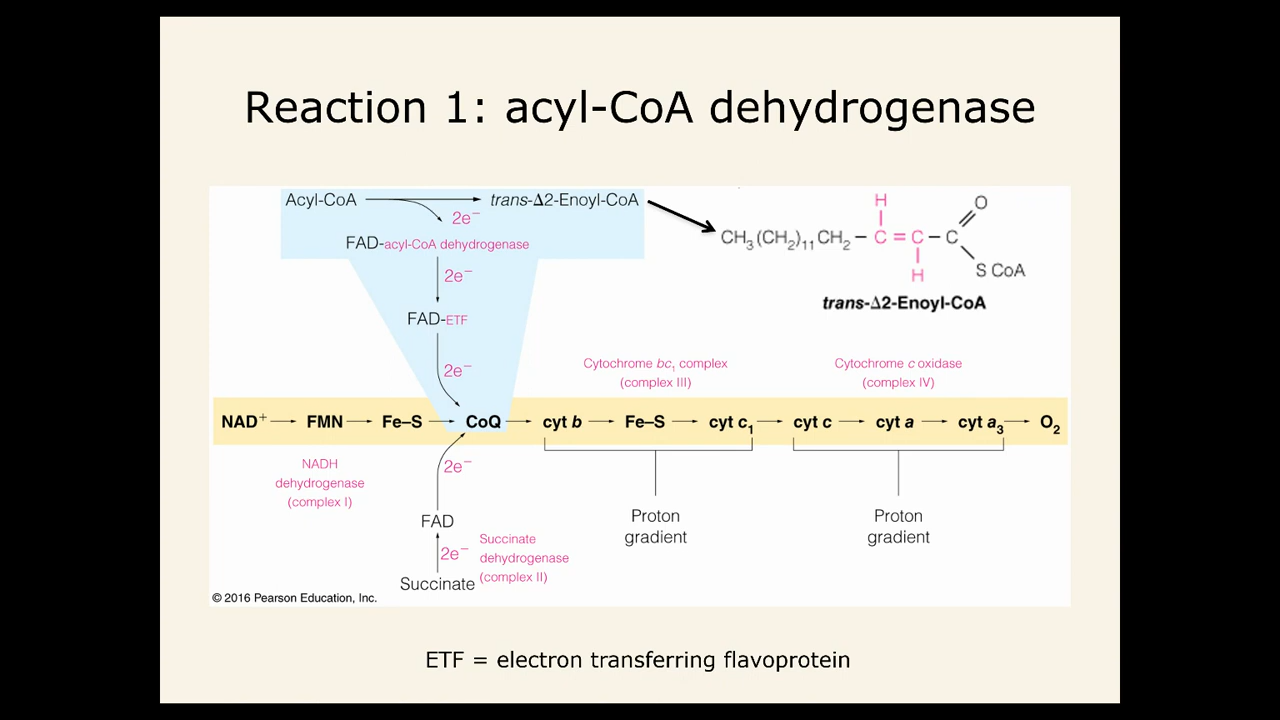 Reaction 1: acyl-CoA dehydrogenase
Acyl-CoA
trans-Δ2-Enoyl-CoA
2e⁻
FAD-acyl-CoA dehydrogenase
2e⁻
FAD-ETF
2e⁻
H
O
CH₃(CH₂)₁₁CH₂ – C = C – C
H
S CoA
trans-Δ2-Enoyl-CoA
Cytochrome bc₁ complex
(complex III)
Cytochrome c oxidase
(complex IV)
NAD⁺ → FMN → Fe–S → CoQ → cyt b → Fe–S → cyt c₁ → cyt c → cyt a → cyt a₃ → O₂
NADH
dehydrogenase
(complex I)
2e⁻
FAD
2e⁻
Succinate
Succinate
dehydrogenase
(complex II)
Proton
gradient
Proton
gradient
© 2016 Pearson Education, Inc.
ETF = electron transferring flavoprotein